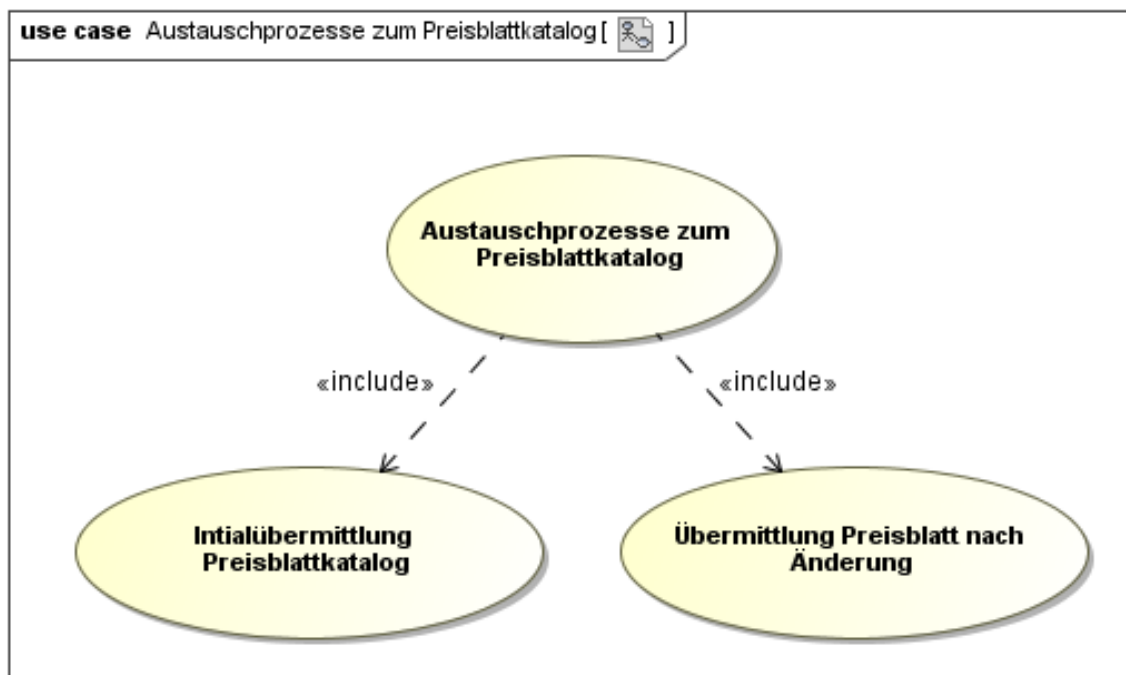 use case Austauschprozesse zum Preisblattkatalog [ ]
Austauschprozesse zum
Preisblattkatalog
«include»
«include»
Intialübermittlung
Preisblattkatalog
Übermittlung Preisblatt nach
Änderung